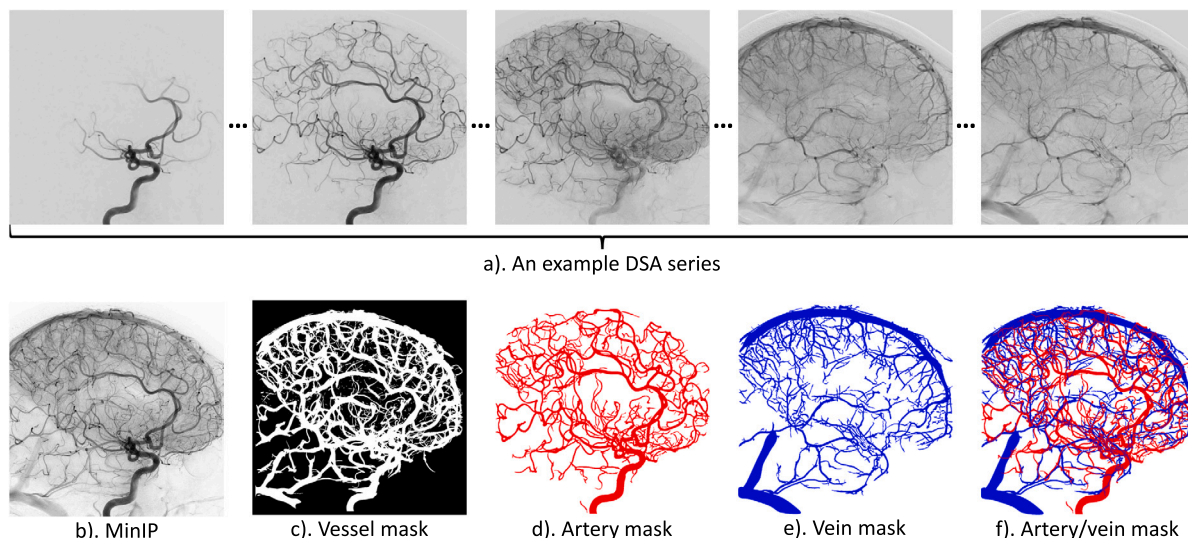 ... ... ... ...
a). An example DSA series
b). MinIP c). Vessel mask d). Artery mask e). Vein mask f). Artery/vein mask